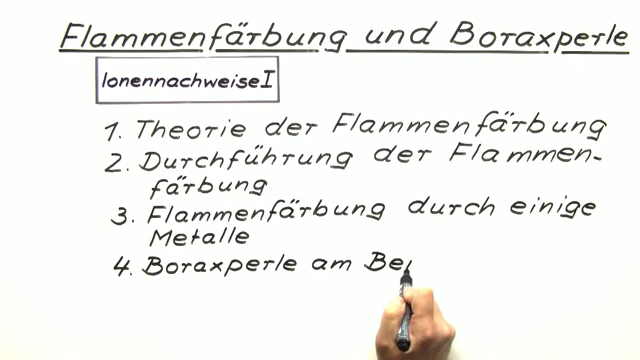 Flammenfärbung und Boraxperle
Ionennachweise I
1. Theorie der Flammenfärbung
2. Durchführung der Flammen-
färbung
3. Flammenfärbung durch einige
Metalle
4. Boraxperle am Be